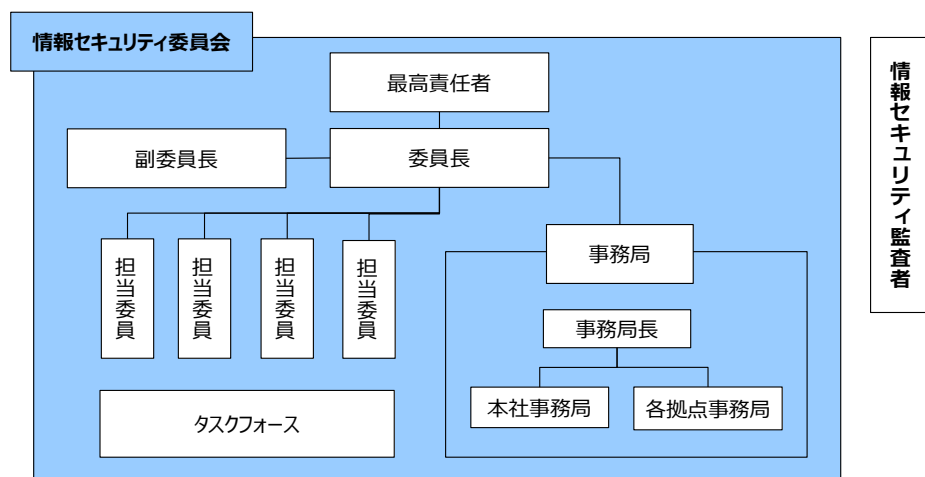 情報セキュリティ委員会
最高責任者
副委員長
委員長
担当委員
担当委員
担当委員
担当委員
事務局
事務局長
本社事務局
各拠点事務局
タスクフォース
情報セキュリティ監査者